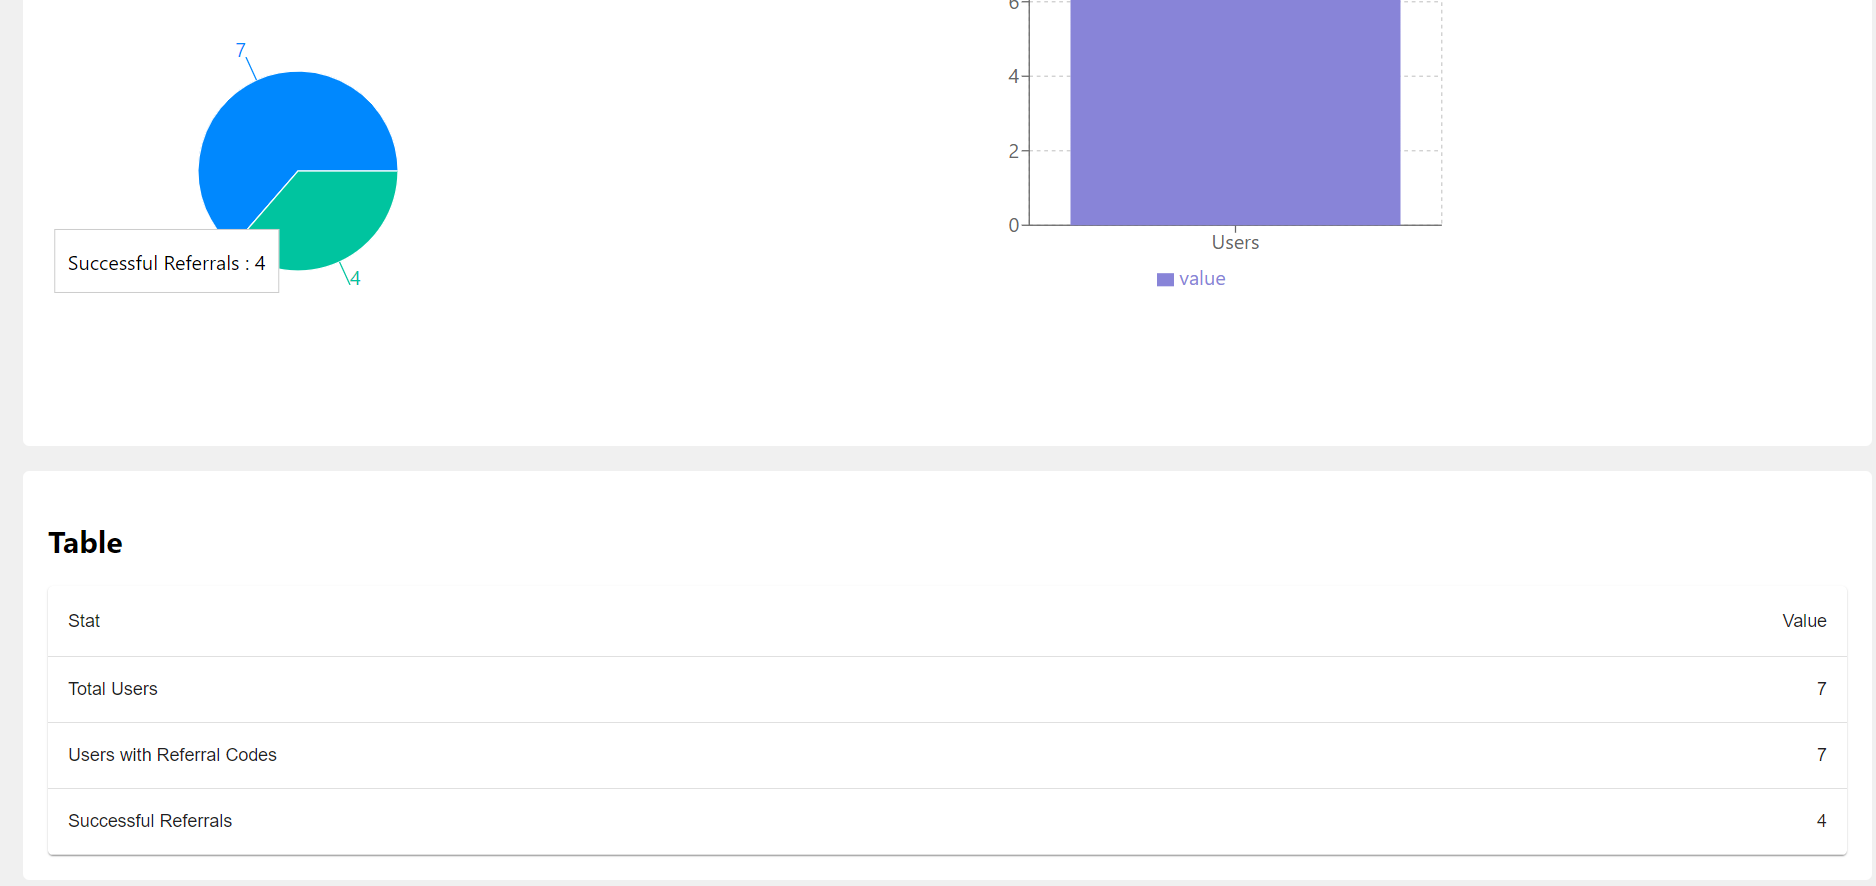 6
7
4
2
0
Users
Successful Referrals : 4
4
value
Table
Stat Value
Total Users 7
Users with Referral Codes 7
Successful Referrals 4